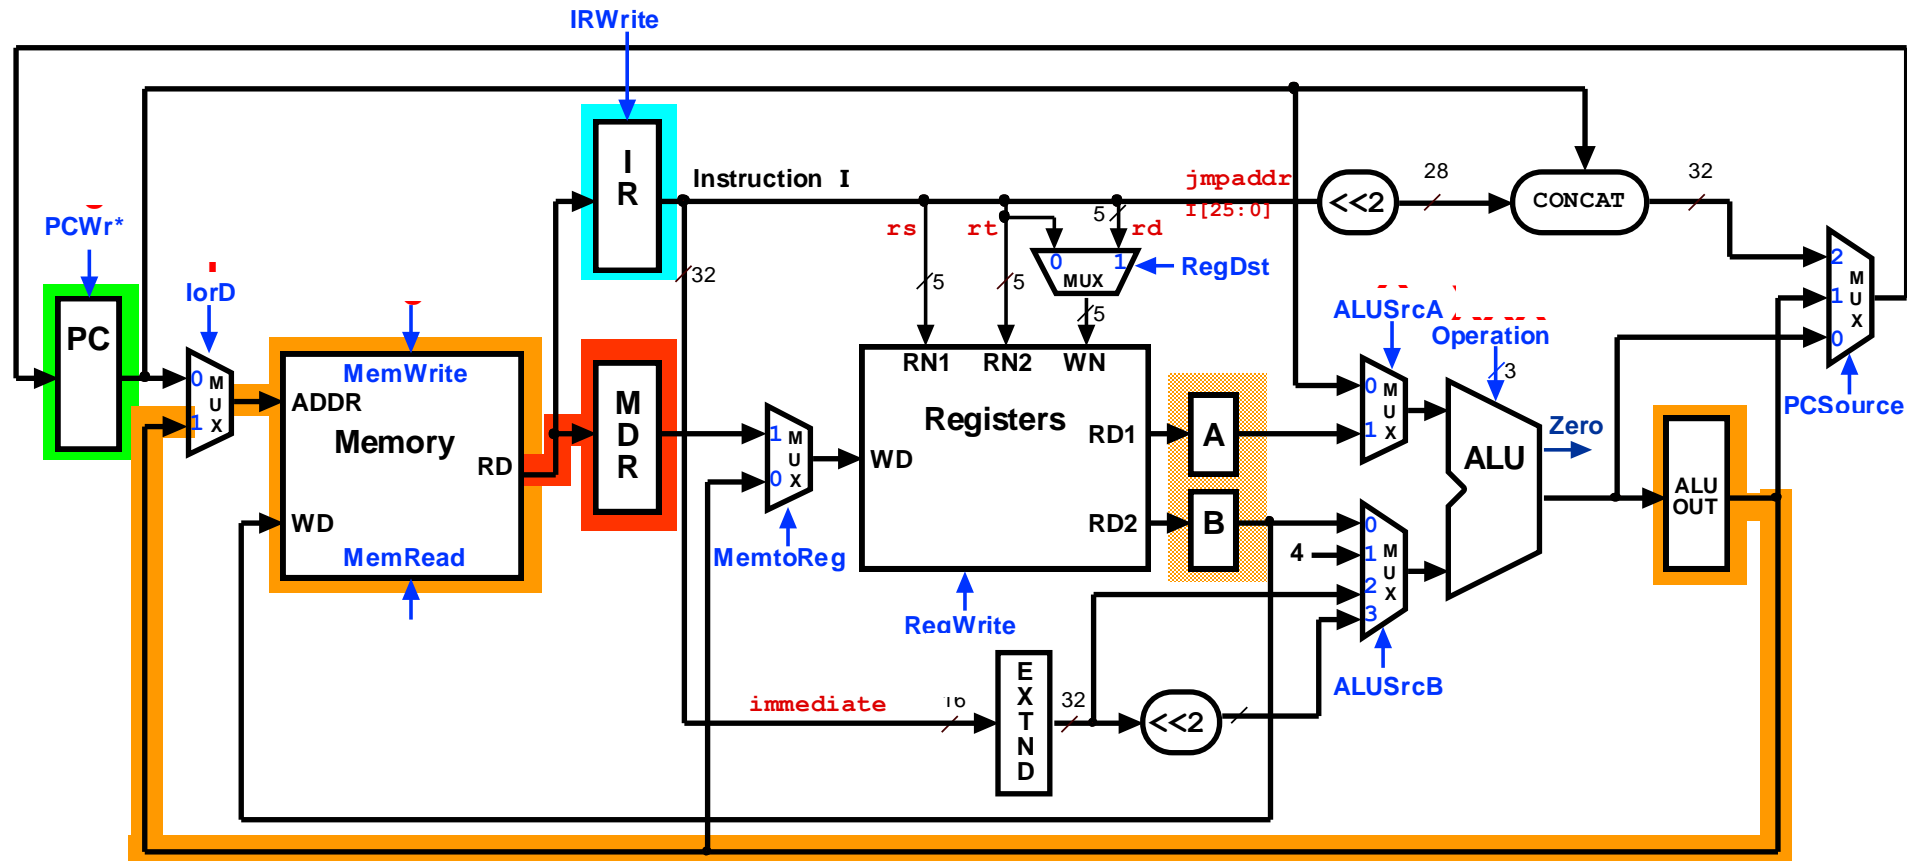 IRWrite
I
R
Instruction I
jmpaddr
I[25:0]
<<2
28
CONCAT
32
PCWr*
PC
IorD
0
1
M
U
X
rs
rt
5
rd
0
1
MUX
RegDst
32
5
5
5
2
1
0
M
U
X
PCSource
MemWrite
ADDR
Memory
RD
WD
MemRead
M
D
R
1
0
M
U
X
MemtoReg
RN1
RN2
WN
Registers
RD1
WD
RD2
RegWrite
A
B
ALUSrcA
0
1
M
U
X
Operation
3
ALU
Zero
ALU
OUT
4
0
1
2
3
M
U
X
ALUSrcB
immediate
16
E
X
T
N
D
32
<<2